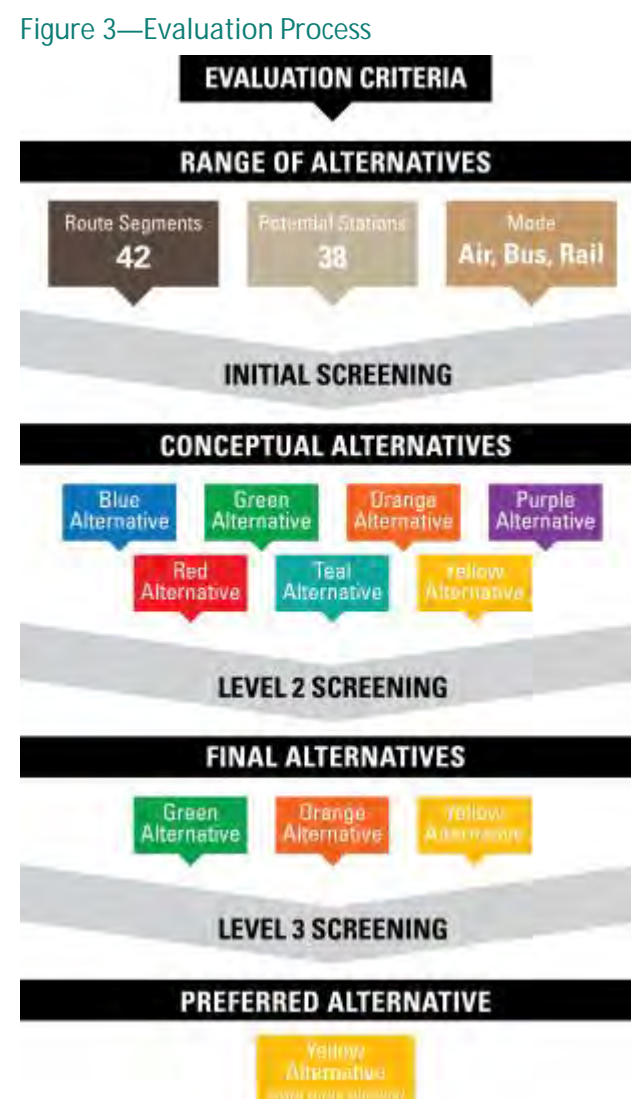 Figure 3—Evaluation Process
EVALUATION CRITERIA
RANGE OF ALTERNATIVES
Route Segments
42
Potential Stations
38
Mode
Air, Bus, Rail
INITIAL SCREENING
CONCEPTUAL ALTERNATIVES
Blue
Alternative
Green
Alternative
Orange
Alternative
Purple
Alternative
Red
Alternative
Teal
Alternative
Yellow
Alternative
LEVEL 2 SCREENING
FINAL ALTERNATIVES
Green
Alternative
Orange
Alternative
Yellow
Alternative
LEVEL 3 SCREENING
PREFERRED ALTERNATIVE
Yellow
Alternative